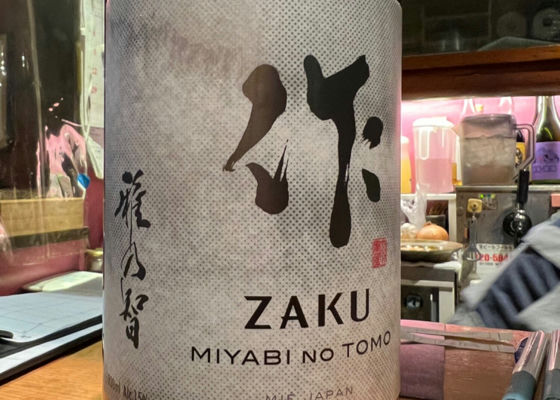 作
雅乃智
ZAKU
MIYABI NO TOMO
MIE, JAPAN